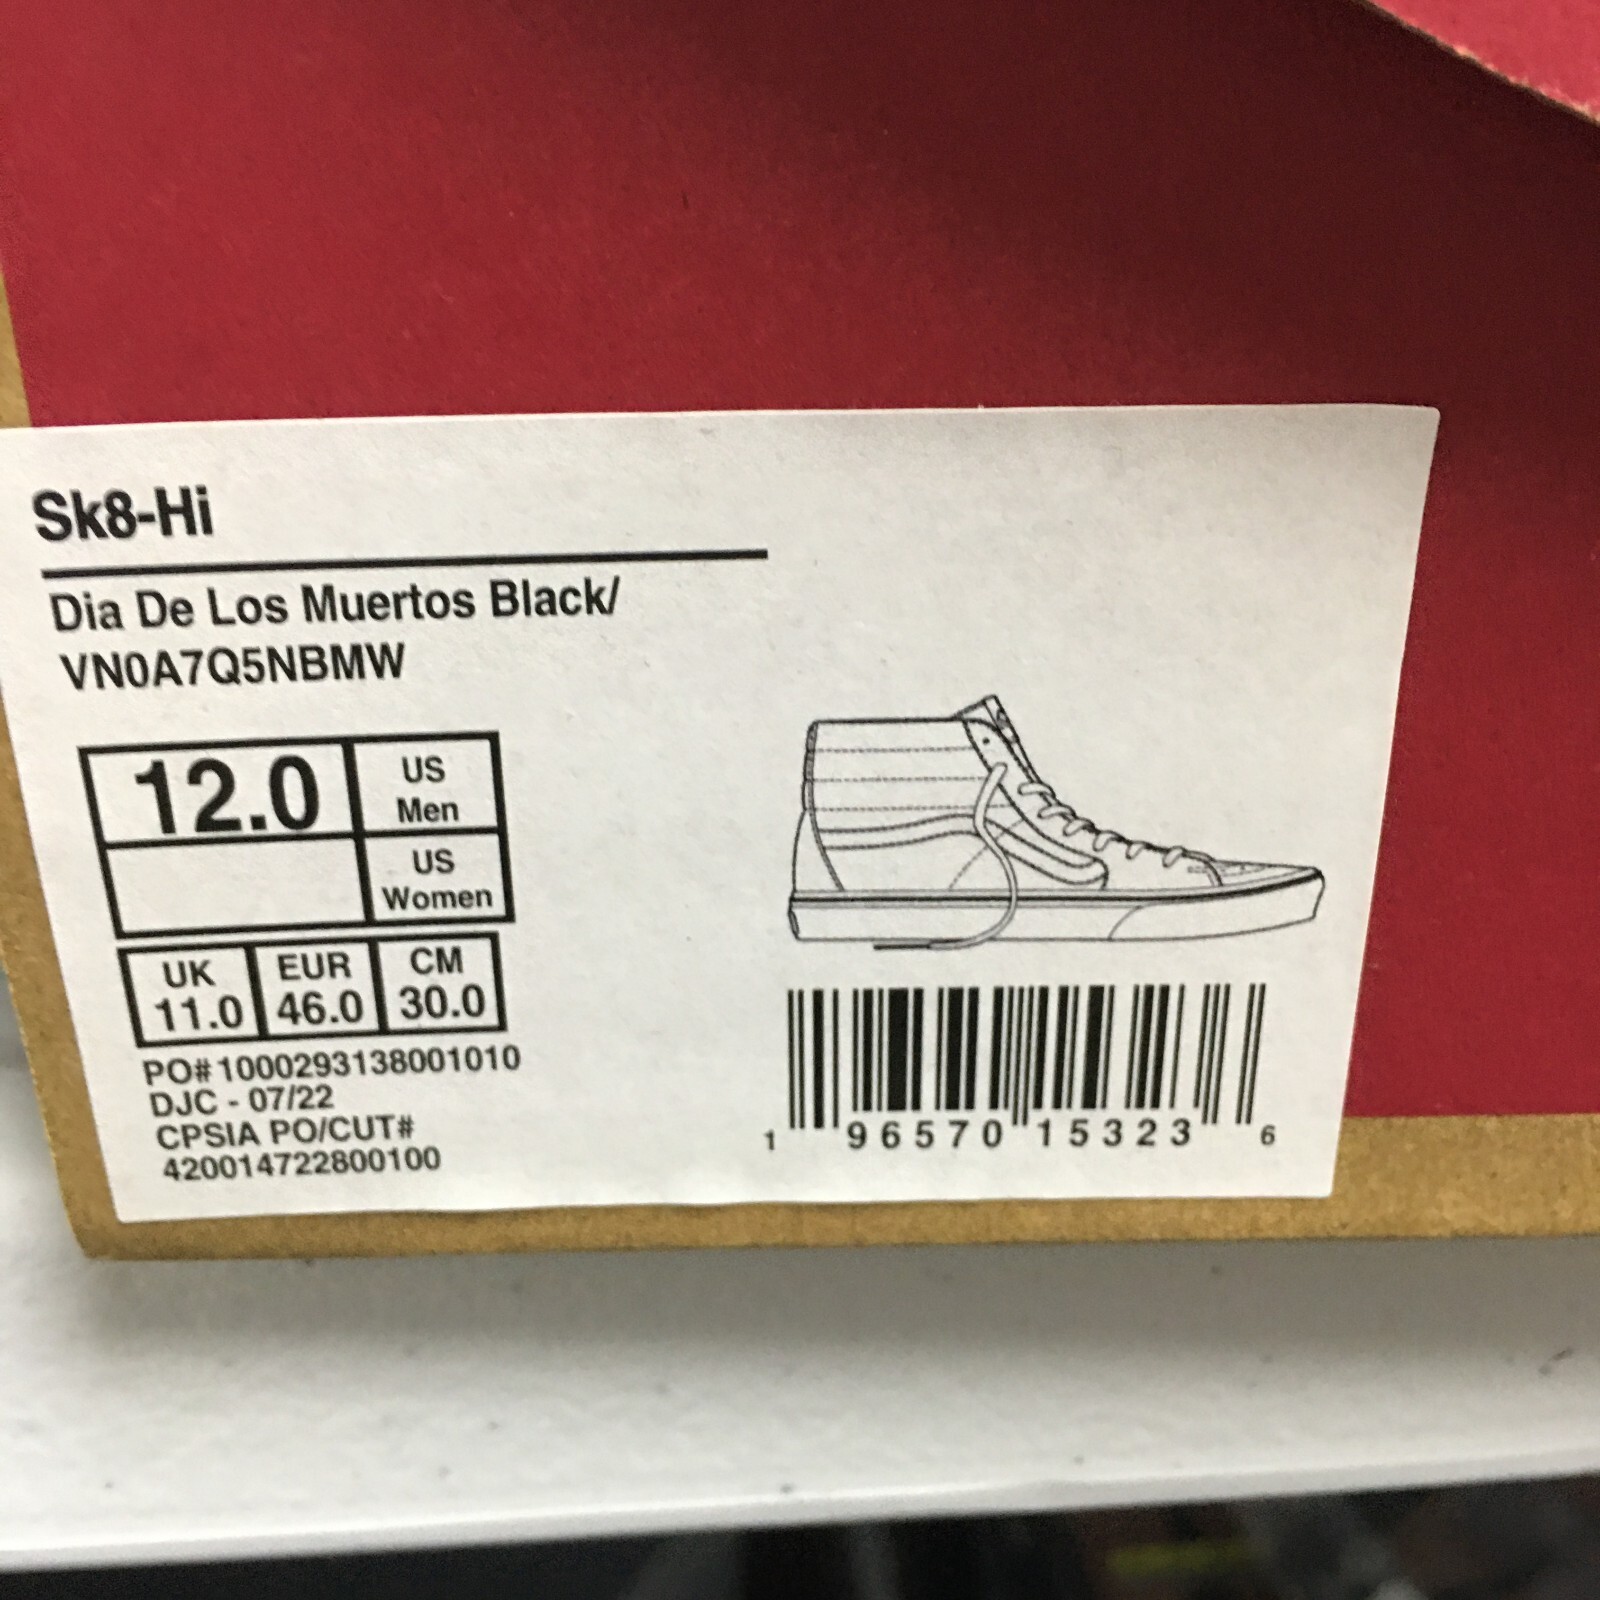 Sk8-Hi
Dia De Los Muertos Black/
VN0A7Q5NBMW
12.0
US
Men
US
Women
UK
11.0
EUR
46.0
CM
30.0
PO#1000293138001010
DJC - 07/22
CPSIA PO/CUT#
420014722800100
1 96570 15323 6